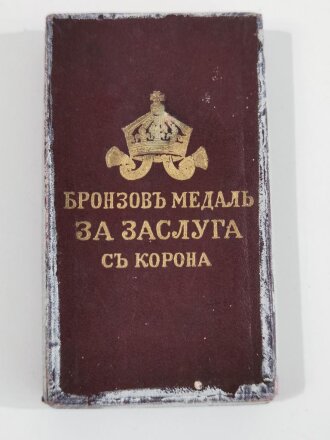 БРОНЗОВЪ МЕДАЛЬ
ЗА ЗАСЛУГА
СЪ КОРОНА